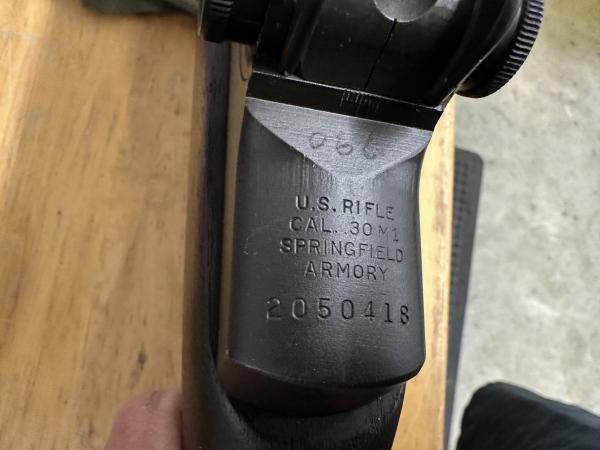 U.S. RIFLE
CAL. .30 M1
SPRINGFIELD
ARMORY
2050418